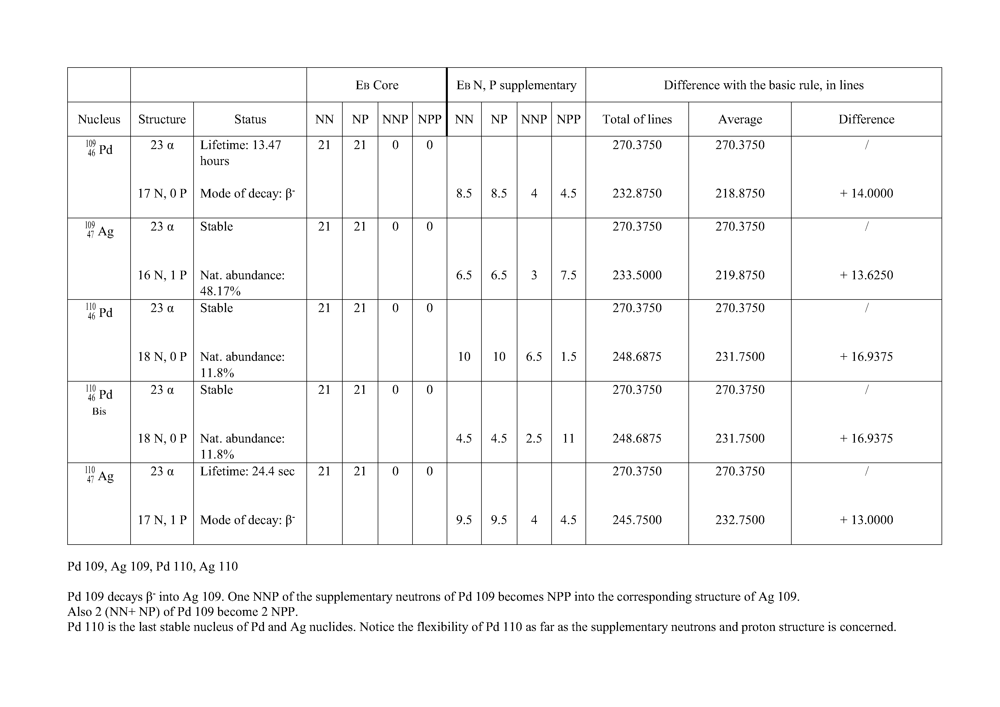 EB Core EB N, P supplementary Difference with the basic rule, in lines
Nucleus Structure Status NN NP NNP NPP NN NP NNP NPP Total of lines Average Difference
109 46 Pd 23 α Lifetime: 13.47 21 21 0 0 270.3750 270.3750 /
hours
17 N, 0 P Mode of decay: β- 8.5 8.5 4 4.5 232.8750 218.8750 + 14.0000
109 47 Ag 23 α Stable 21 21 0 0 270.3750 270.3750 /
16 N, 1 P Nat. abundance: 6.5 6.5 3 7.5 233.5000 219.8750 + 13.6250
48.17%
110 46 Pd 23 α Stable 21 21 0 0 270.3750 270.3750 /
18 N, 0 P Nat. abundance: 10 10 6.5 1.5 248.6875 231.7500 + 16.9375
11.8%
110 46 Pd 23 α Stable 21 21 0 0 270.3750 270.3750 /
Bis
18 N, 0 P Nat. abundance: 4.5 4.5 2.5 11 248.6875 231.7500 + 16.9375
11.8%
110 47 Ag 23 α Lifetime: 24.4 sec 21 21 0 0 270.3750 270.3750 /
17 N, 1 P Mode of decay: β- 9.5 9.5 4 4.5 245.7500 232.7500 + 13.0000
Pd 109, Ag 109, Pd 110, Ag 110
Pd 109 decays β- into Ag 109. One NNP of the supplementary neutrons of Pd 109 becomes NPP into the corresponding structure of Ag 109.
Also 2 (NN+ NP) of Pd 109 become 2 NPP.
Pd 110 is the last stable nucleus of Pd and Ag nuclides. Notice the flexibility of Pd 110 as far as the supplementary neutrons and proton structure is concerned.